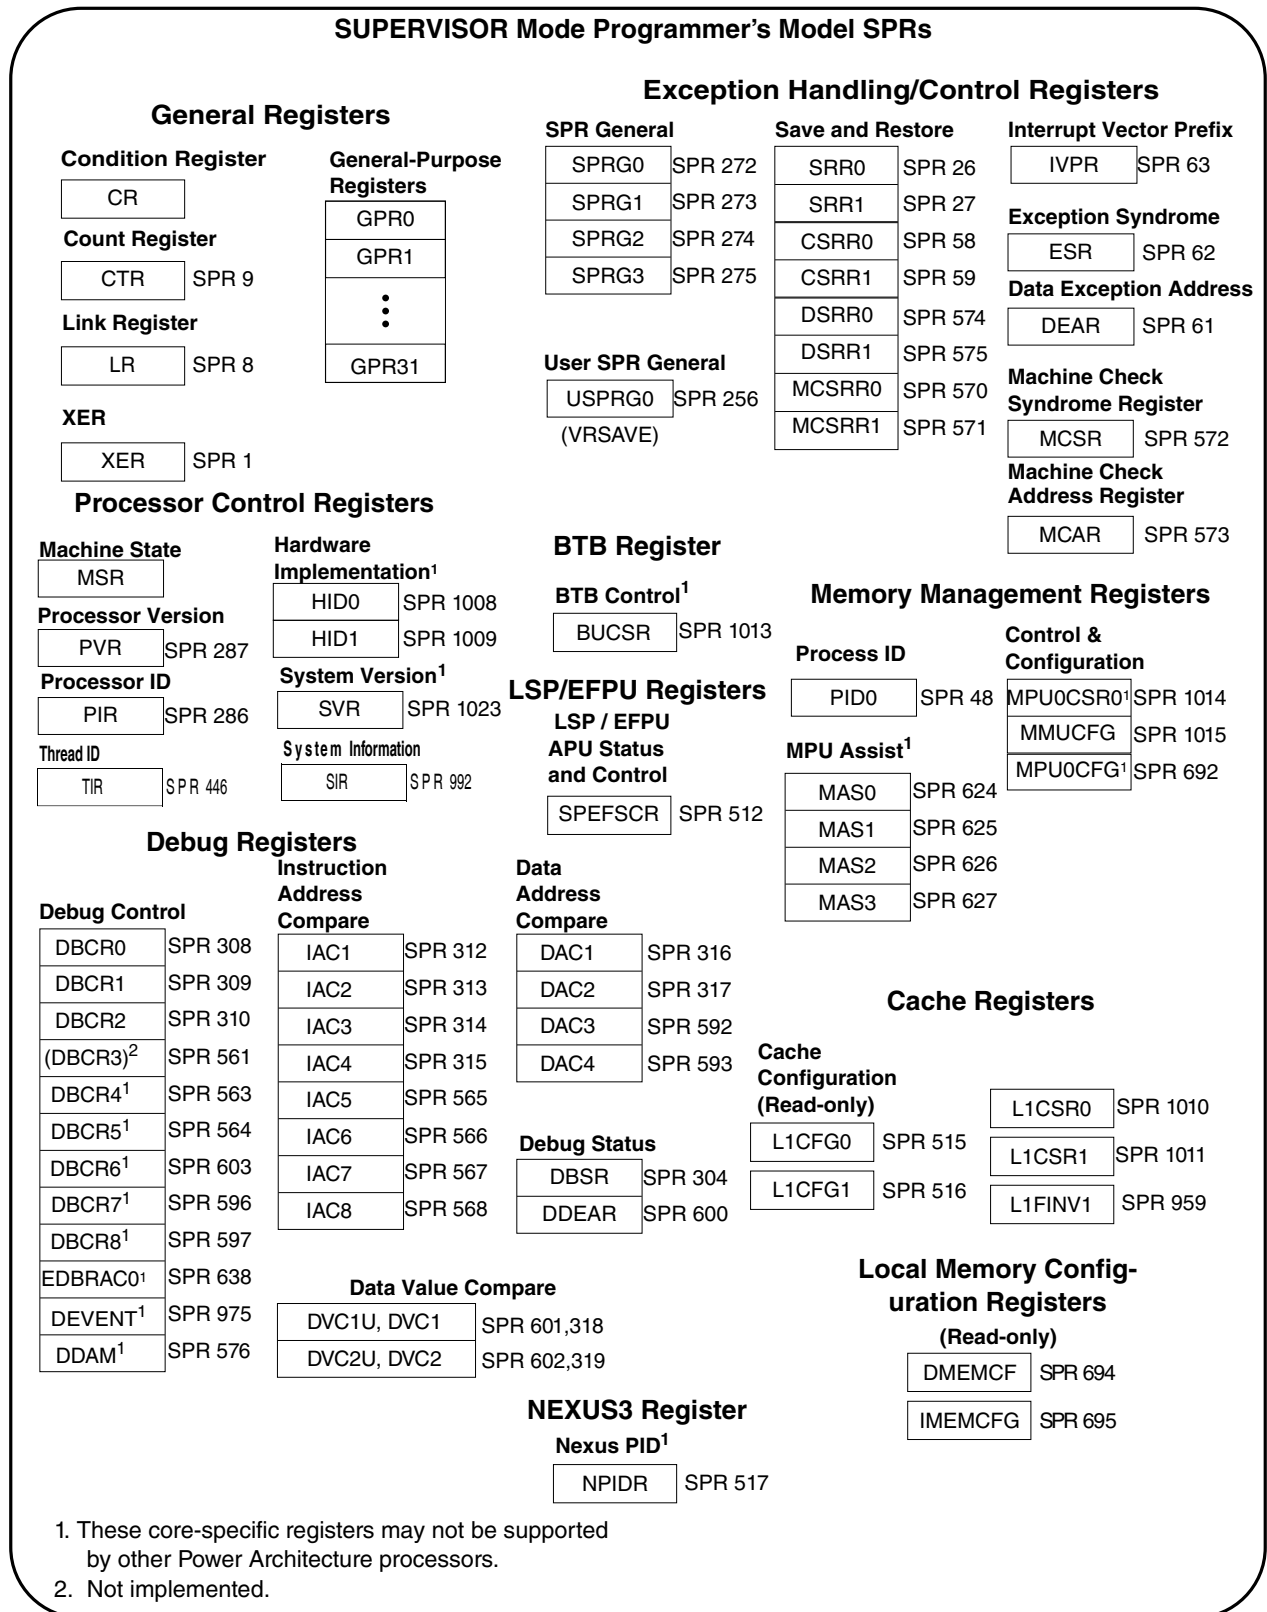 SUPERVISOR Mode Programmer's Model SPRs
General Registers
Condition Register
CR
Count Register
CTR SPR 9
Link Register
LR SPR 8
XER
XER SPR 1
General-Purpose
Registers
GPR0
GPR1
GPR31
Exception Handling/Control Registers
SPR General
SPRG0 SPR 272
SPRG1 SPR 273
SPRG2 SPR 274
SPRG3 SPR 275
User SPR General
USPRG0 SPR 256
(VRSAVE)
Save and Restore
SRR0 SPR 26
SRR1 SPR 27
CSRR0 SPR 58
CSRR1 SPR 59
DSRR0 SPR 574
DSRR1 SPR 575
MCSRR0 SPR 570
MCSRR1 SPR 571
Interrupt Vector Prefix
IVPR SPR 63
Exception Syndrome
ESR SPR 62
Data Exception Address
DEAR SPR 61
Machine Check
Syndrome Register
MCSR SPR 572
Machine Check
Address Register
MCAR SPR 573
Processor Control Registers
Machine State
MSR
Processor Version
PVR SPR 287
Processor ID
PIR SPR 286
Thread ID
TIR SPR 446
Hardware
Implementation1
HID0 SPR 1008
HID1 SPR 1009
System Version1
SVR SPR 1023
System Information
SIR SPR 992
BTB Register
BTB Control1
BUCSR SPR 1013
LSP/EFPU Registers
LSP / EFPU
APU Status
and Control
SPEFSCR SPR 512
Memory Management Registers
Process ID
PID0 SPR 48
MPU Assist1
MAS0 SPR 624
MAS1 SPR 625
MAS2 SPR 626
MAS3 SPR 627
Control &
Configuration
MPU0CSR01 SPR 1014
MMUCFG SPR 1015
MPU0CFG1 SPR 692
Debug Registers
Debug Control
DBCR0 SPR 308
DBCR1 SPR 309
DBCR2 SPR 310
(DBCR3)2 SPR 561
DBCR41 SPR 563
DBCR51 SPR 564
DBCR61 SPR 603
DBCR71 SPR 596
DBCR81 SPR 597
EDBRAC01 SPR 638
DEVENT1 SPR 975
DDAM1 SPR 576
Instruction
Address
Compare
IAC1 SPR 312
IAC2 SPR 313
IAC3 SPR 314
IAC4 SPR 315
IAC5 SPR 565
IAC6 SPR 566
IAC7 SPR 567
IAC8 SPR 568
Data
Address
Compare
DAC1 SPR 316
DAC2 SPR 317
DAC3 SPR 592
DAC4 SPR 593
Debug Status
DBSR SPR 304
DDEAR SPR 600
Data Value Compare
DVC1U, DVC1 SPR 601,318
DVC2U, DVC2 SPR 602,319
Cache Registers
Cache
Configuration
(Read-only)
L1CFG0 SPR 515
L1CFG1 SPR 516
L1CSR0 SPR 1010
L1CSR1 SPR 1011
L1FINV1 SPR 959
Local Memory Config-
uration Registers
(Read-only)
DMEMCF SPR 694
IMEMCFG SPR 695
NEXUS3 Register
Nexus PID1
NPIDR SPR 517
1. These core-specific registers may not be supported
by other Power Architecture processors.
2. Not implemented.